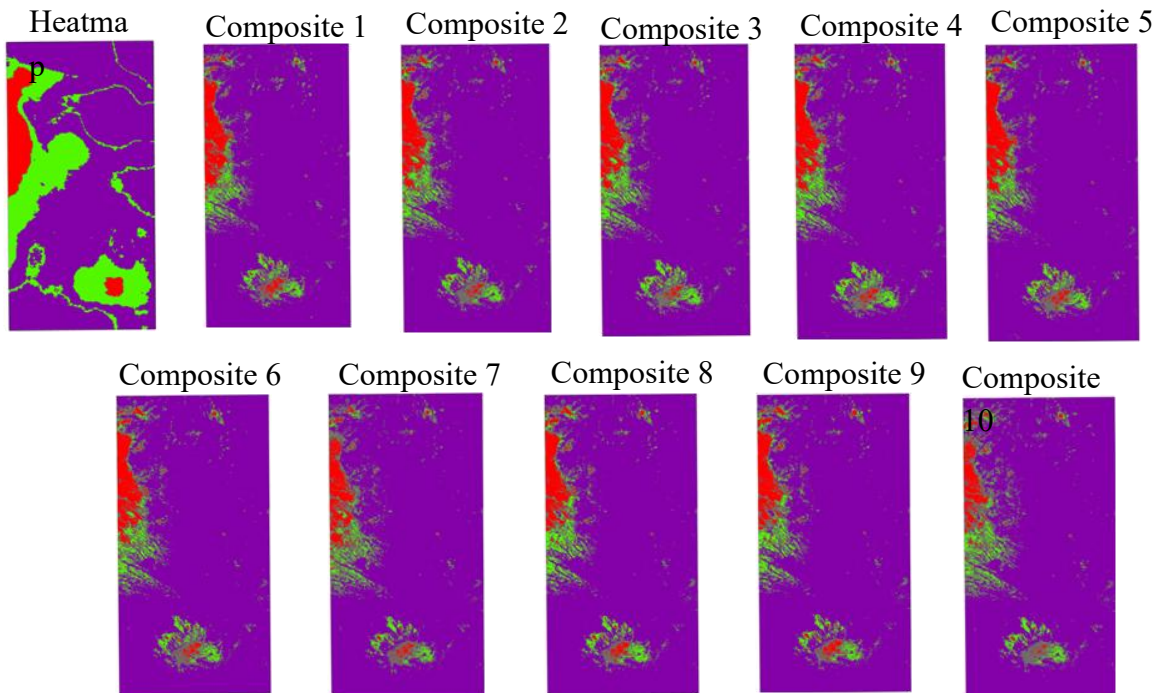 Heatma
p
Composite 1
Composite 2
Composite 3
Composite 4
Composite 5
Composite 6
Composite 7
Composite 8
Composite 9
Composite
10